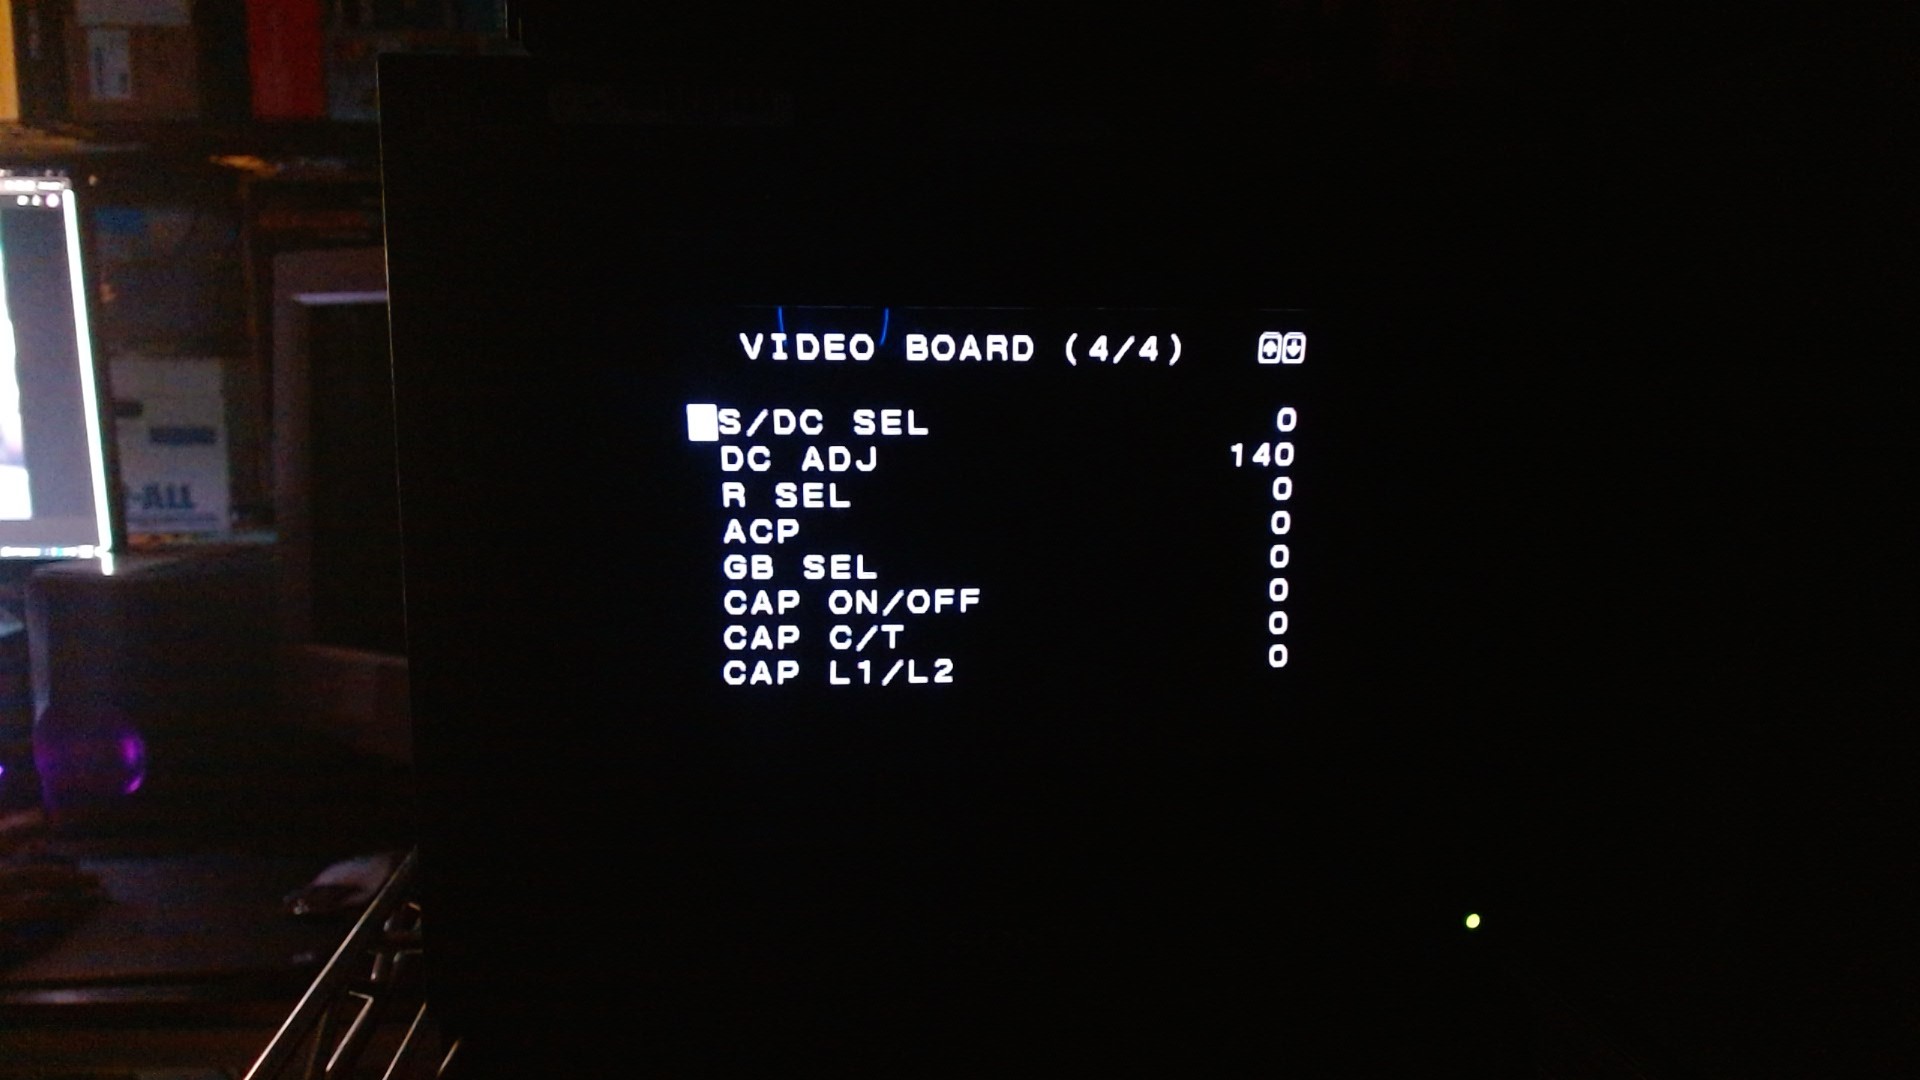 VIDEO BOARD (4/4)
S/DC SEL 0
DC ADJ 140
R SEL 0
ACP 0
GB SEL 0
CAP ON/OFF 0
CAP C/T 0
CAP L1/L2 0
-ALL